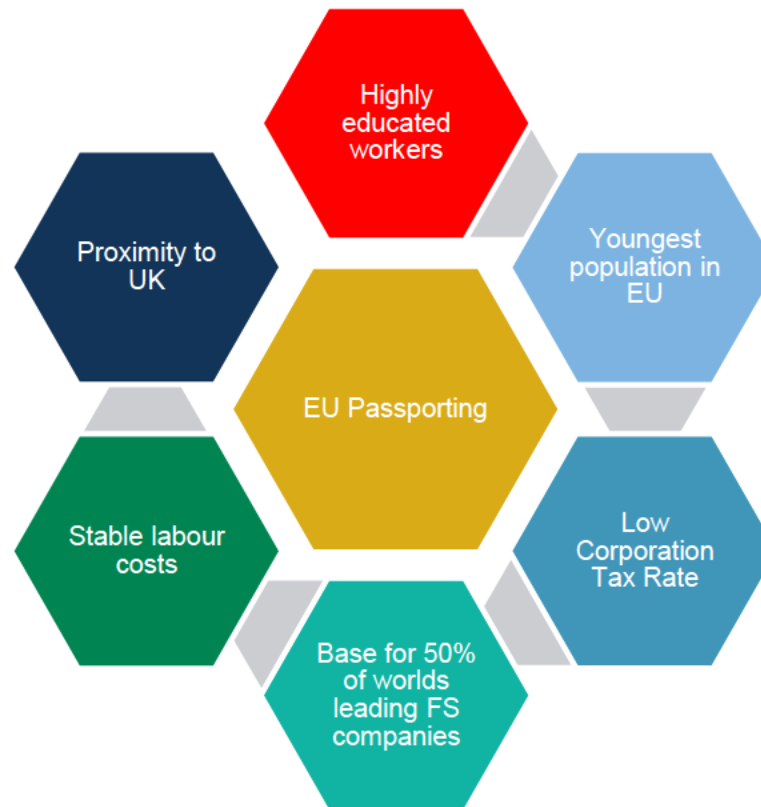 Highly
educated
workers
Youngest
population in
EU
Low
Corporation
Tax Rate
Base for 50%
of worlds
leading FS
companies
Stable labour
costs
Proximity to
UK
EU Passporting